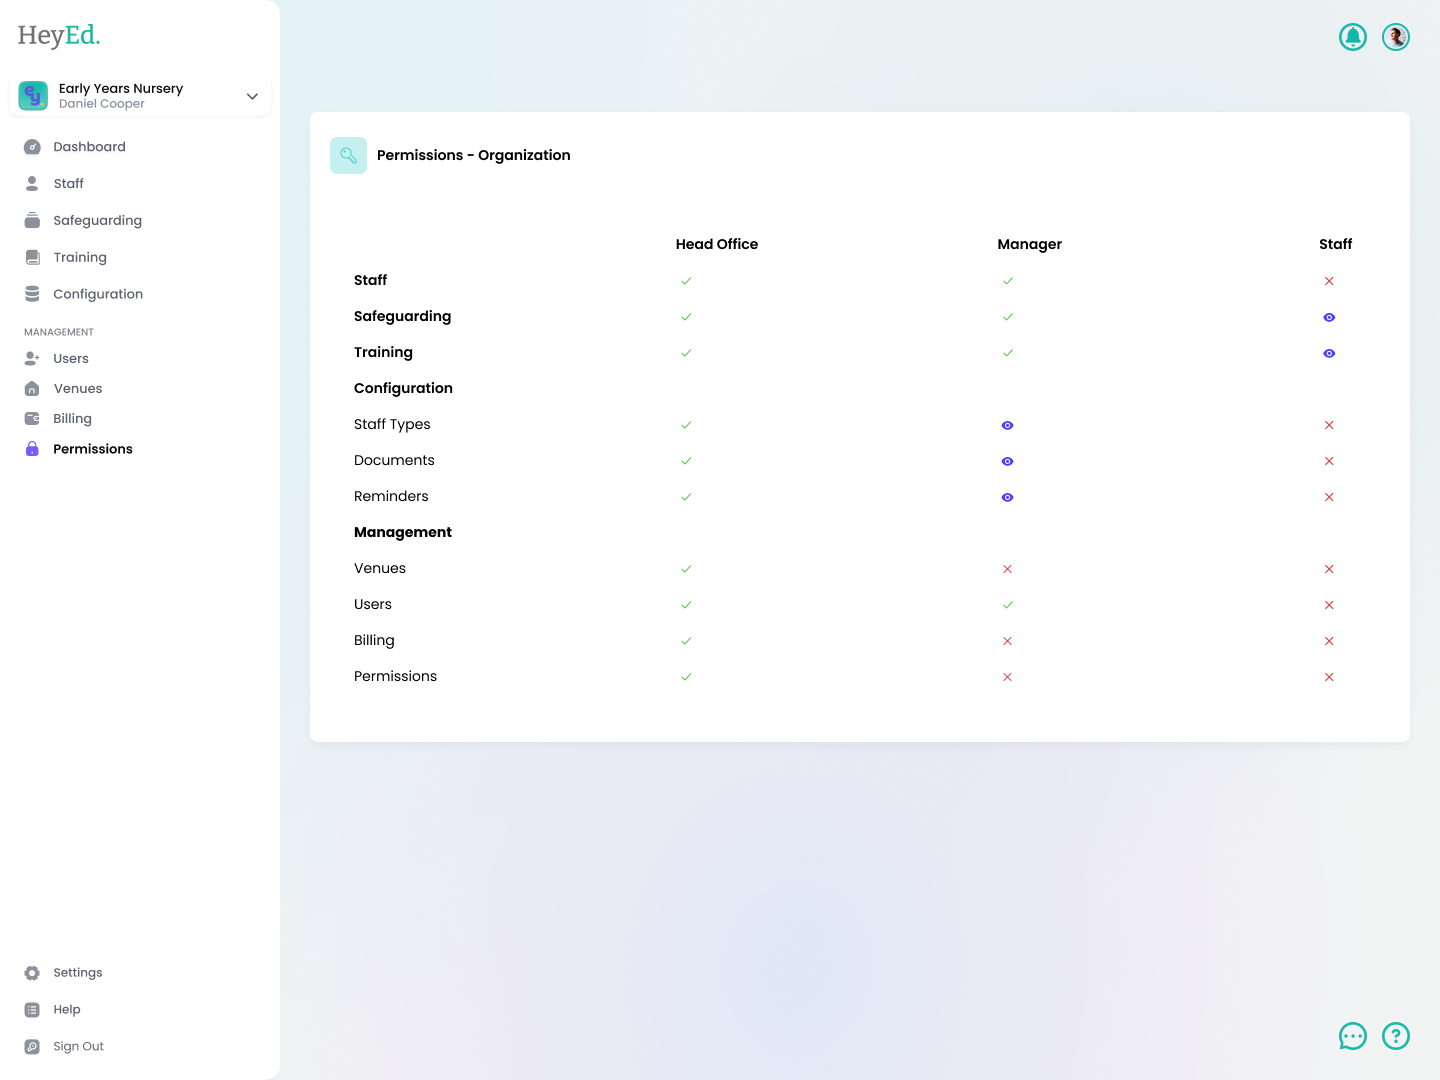 HeyEd.
Early Years Nursery
Daniel Cooper
Dashboard
Staff
Safeguarding
Training
Configuration
MANAGEMENT
Users
Venues
Billing
Permissions
Settings
Help
Sign Out
Permissions - Organization
Head Office Manager Staff
Staff
Safeguarding
Training
Configuration
Staff Types
Documents
Reminders
Management
Venues
Users
Billing
Permissions